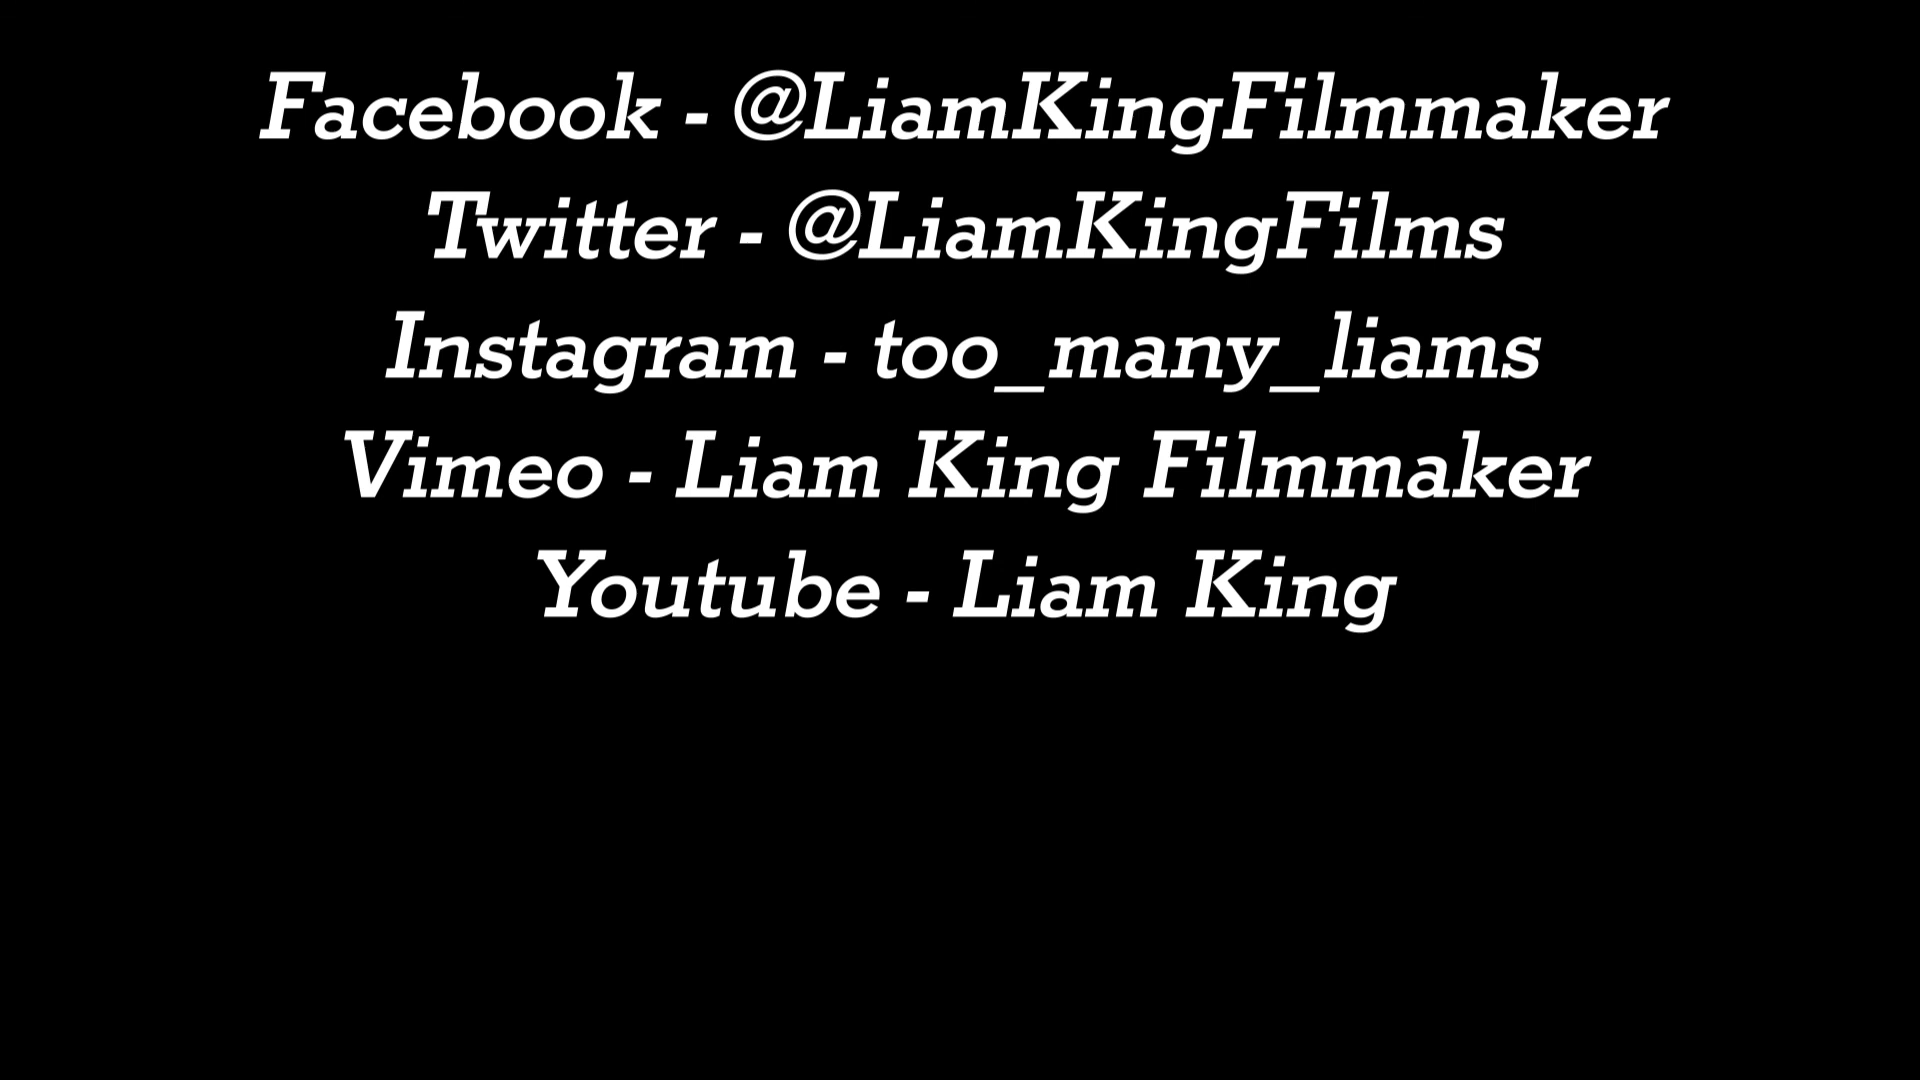 Facebook - @LiamKingFilmmaker
Twitter - @LiamKingFilms
Instagram - too_many_liams
Vimeo - Liam King Filmmaker
Youtube - Liam King